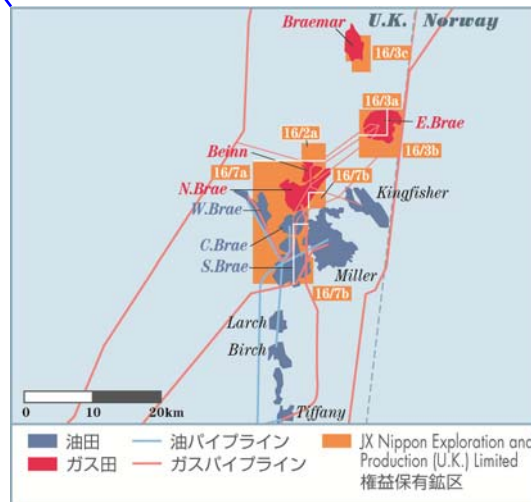 Braemar
U.K. Norway
16/3c
16/3a
E.Brae
16/2a
Beinn
16/3b
16/7a
16/7b
Kingfisher
N.Brae
W.Brae
C.Brae
S.Brae
Miller
16/7b
Larch
Birch
0 10 20km
Tiffany
油田 油パイプライン JX Nippon Exploration and
ガス田 ガスパイプライン Production (U.K.) Limited
権益保有鉱区